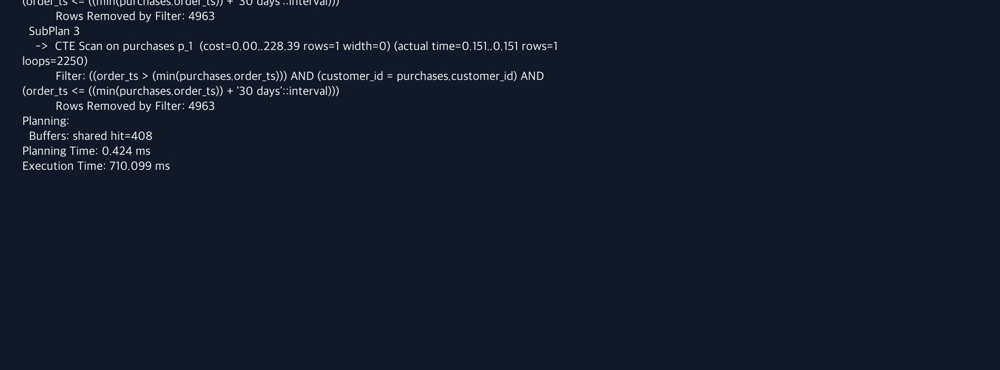 (order_ts <= ((min(purchases.order_ts)) + '30 days'::interval)))
Rows Removed by Filter: 4963
SubPlan 3
->  CTE Scan on purchases p_1  (cost=0.00..228.39 rows=1 width=0) (actual time=0.151..0.151 rows=1
loops=2250)
Filter: ((order_ts > (min(purchases.order_ts))) AND (customer_id = purchases.customer_id) AND
(order_ts <= ((min(purchases.order_ts)) + '30 days'::interval)))
Rows Removed by Filter: 4963
Planning:
Buffers: shared hit=408
Planning Time: 0.424 ms
Execution Time: 710.099 ms